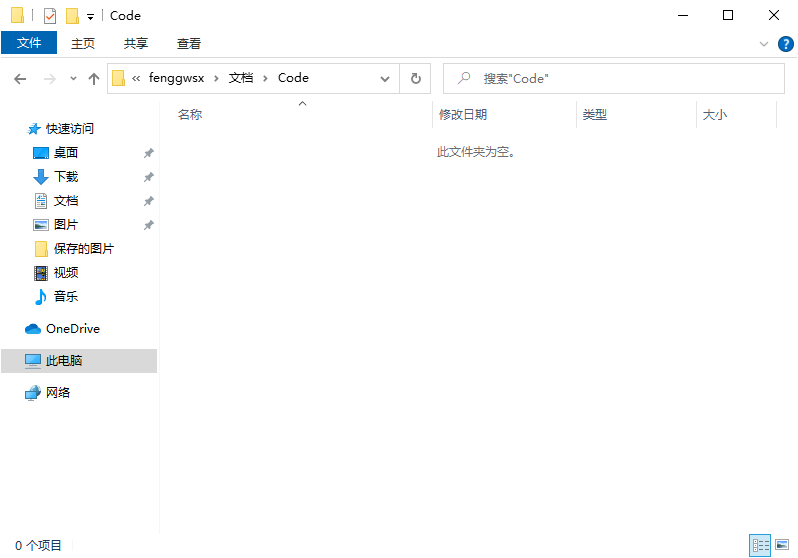 Code
文件 主页 共享 查看
« fenggwsx › 文档 › Code 搜索"Code"
名称 修改日期 类型 大小
此文件夹为空。
快速访问
桌面
下载
文档
图片
保存的图片
视频
音乐
OneDrive
此电脑
网络
0 个项目